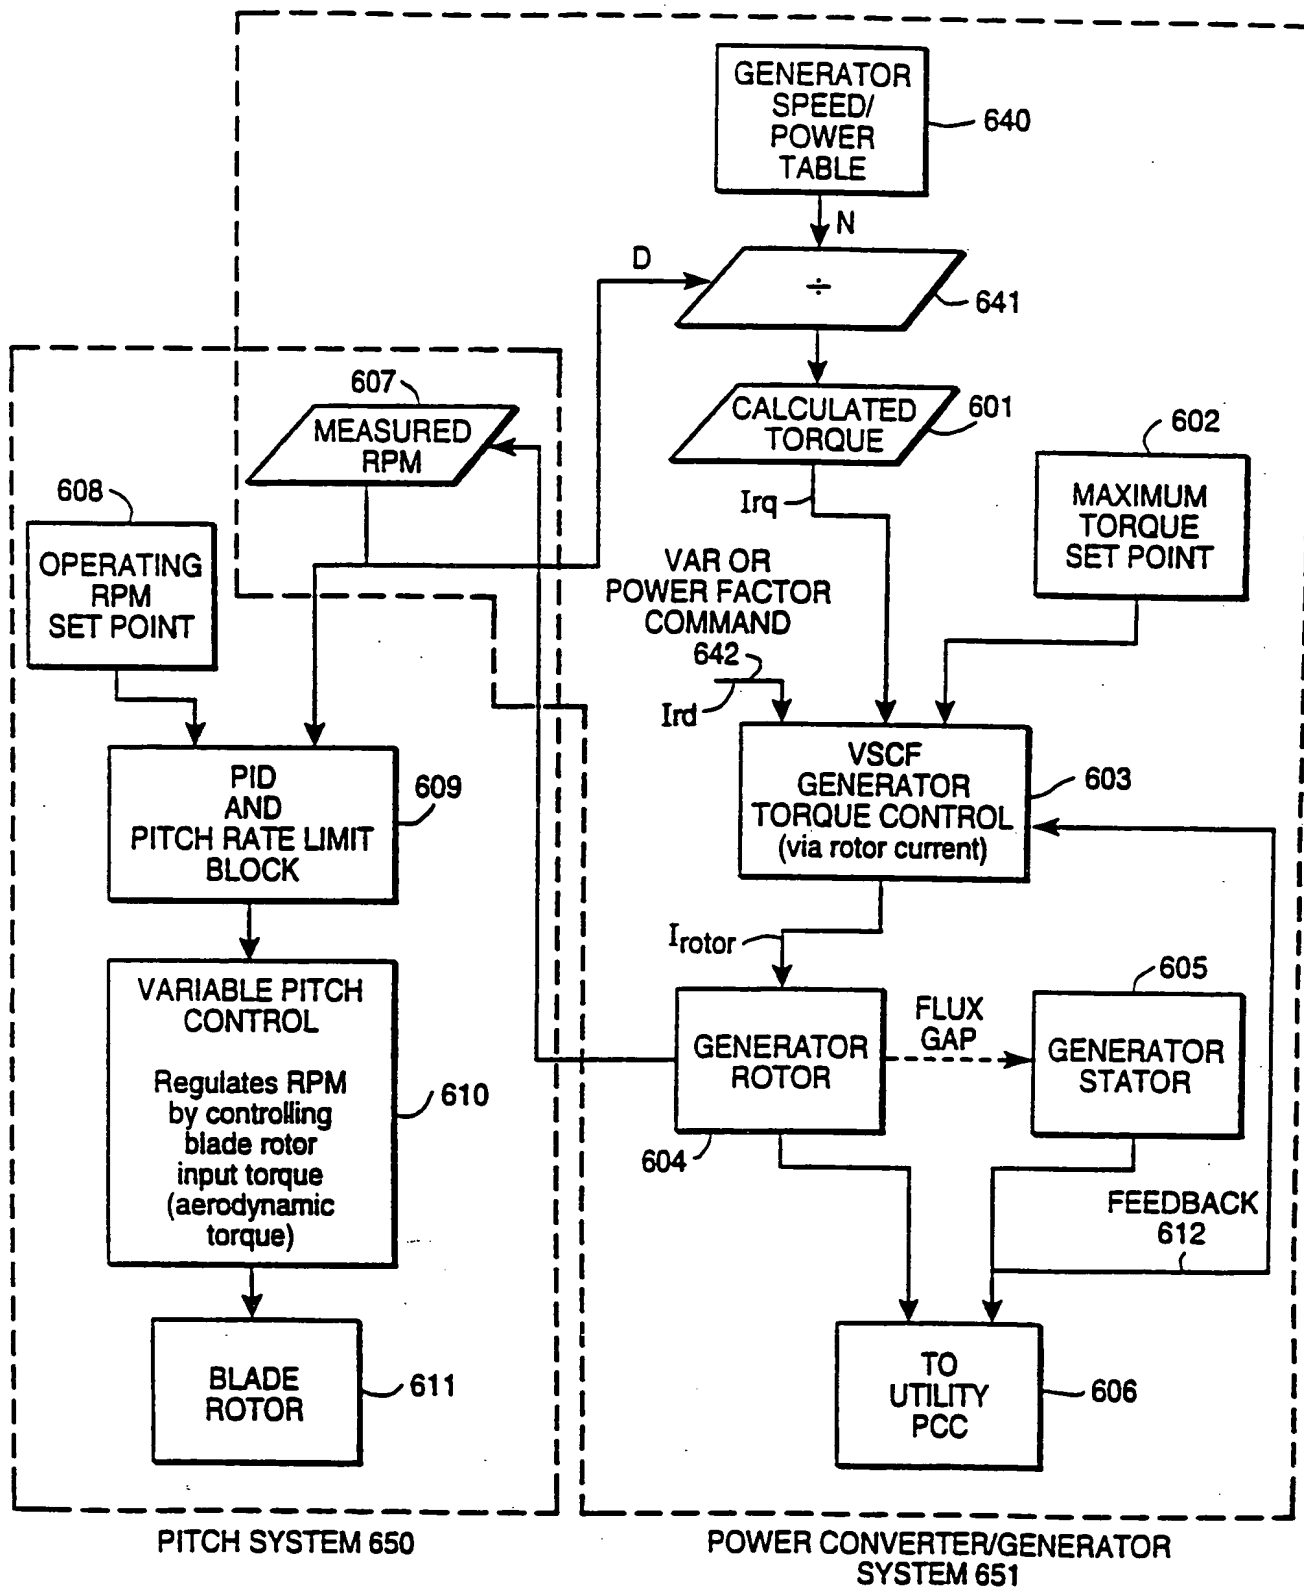 GENERATOR
SPEED/
POWER
TABLE
640
N
D
÷
641
607
MEASURED
RPM
CALCULATED
TORQUE
601
602
MAXIMUM
TORQUE
SET POINT
608
OPERATING
RPM
SET POINT
Irq
VAR OR
POWER FACTOR
COMMAND
642
Ird
PID
AND
PITCH RATE LIMIT
BLOCK
609
VSCF
GENERATOR
TORQUE CONTROL
(via rotor current)
603
Irotor
VARIABLE PITCH
CONTROL
Regulates RPM
by controlling
blade rotor
input torque
(aerodynamic
torque)
610
GENERATOR
ROTOR
604
FLUX
GAP
605
GENERATOR
STATOR
FEEDBACK
612
BLADE
ROTOR
611
TO
UTILITY
PCC
606
PITCH SYSTEM 650
POWER CONVERTER/GENERATOR
SYSTEM 651